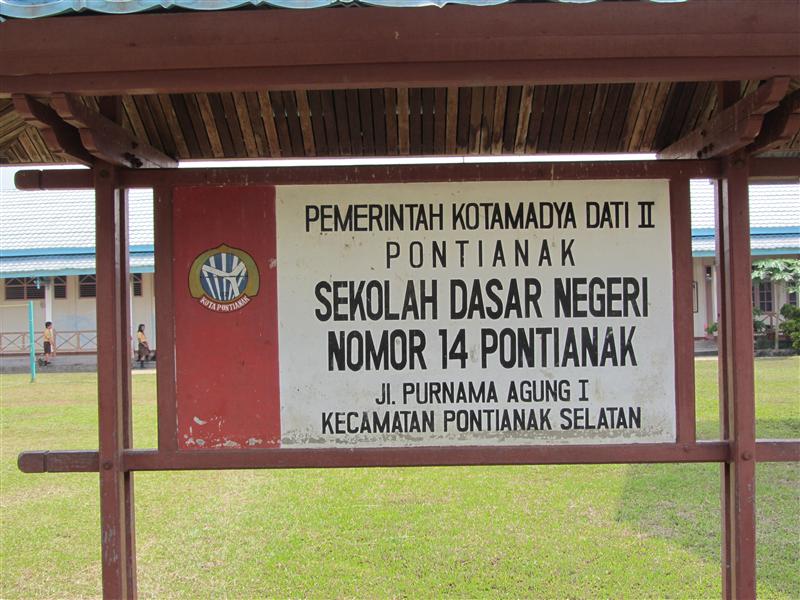 PEMERINTAH KOTAMADYA DATI II
PONTIANAK
SEKOLAH DASAR NEGERI
NOMOR 14 PONTIANAK
Jl. PURNAMA AGUNG I
KECAMATAN PONTIANAK SELATAN
KOTA PONTIANAK